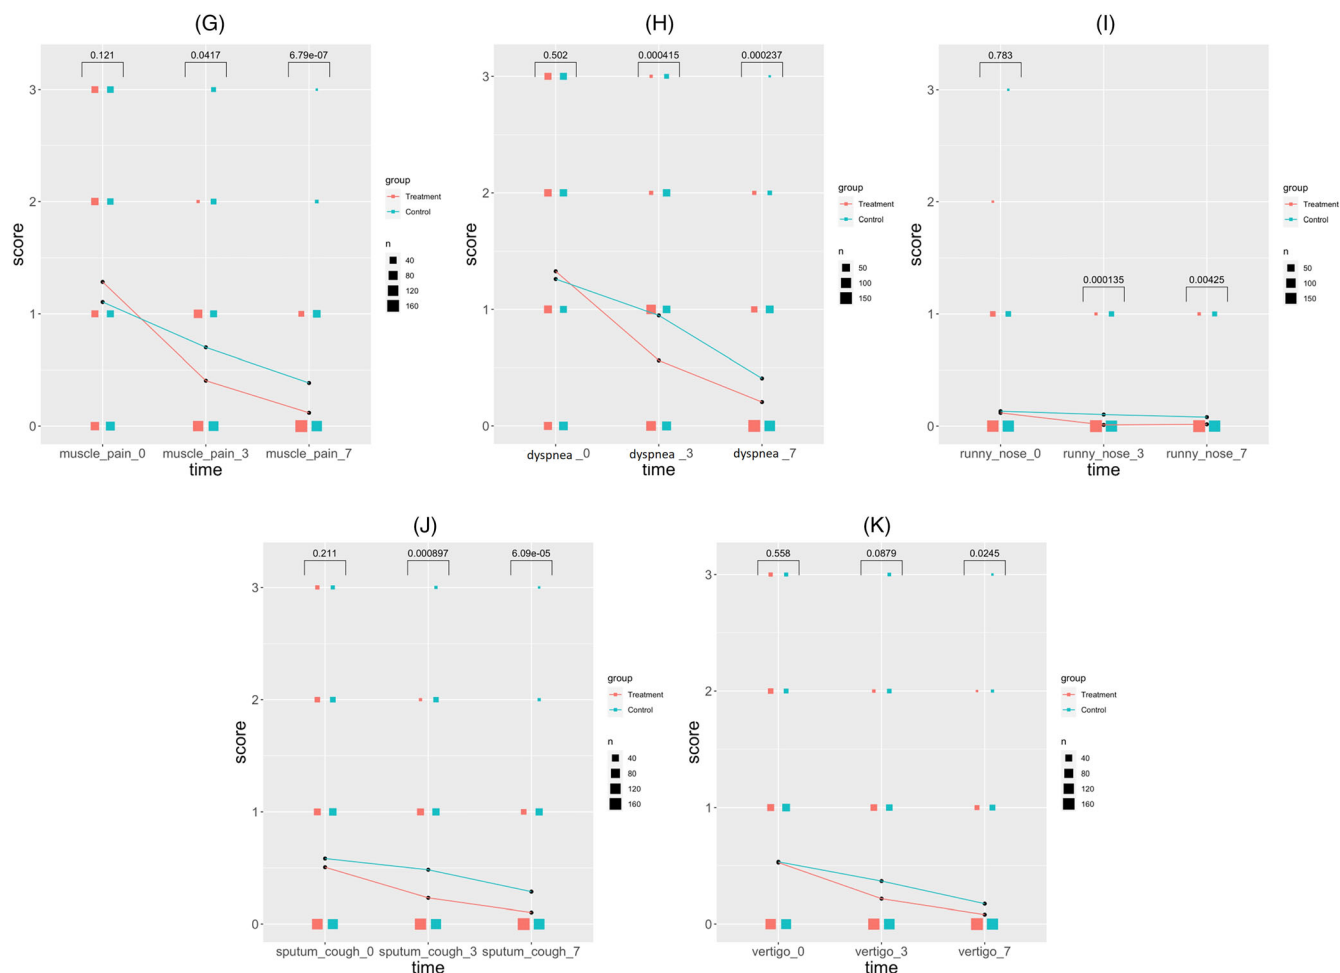 (G)
0.121 0.0417 6.79e-07
3
2
1
0
score
muscle_pain_0 muscle_pain_3 muscle_pain_7
time
group
Treatment
Control
n
40
80
120
160
(H)
0.502 0.000415 0.000237
3
2
1
0
score
dyspnea _0 dyspnea _3 dyspnea _7
time
group
Treatment
Control
n
50
100
150
(I)
0.783
3
2
0.000135 0.00425
1
0
score
runny_nose_0 runny_nose_3 runny_nose_7
time
group
Treatment
Control
n
50
100
150
(J)
0.211 0.000897 6.09e-05
3
2
1
0
score
sputum_cough_0 sputum_cough_3 sputum_cough_7
time
group
Treatment
Control
n
40
80
120
160
(K)
0.558 0.0879 0.0245
3
2
1
0
score
vertigo_0 vertigo_3 vertigo_7
time
group
Treatment
Control
n
40
80
120
160